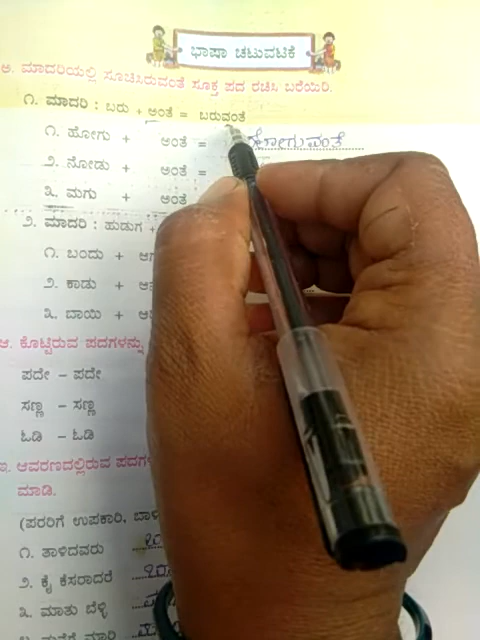 ಭಾಷಾ ಚಟುವಟಿಕೆ
ಅ. ಮಾದರಿಯಲ್ಲಿ ಸೂಚಿಸಿರುವಂತೆ ಸೂಕ್ತ ಪದ ರಚಿಸಿ ಬರೆಯಿರಿ.
೧. ಮಾದರಿ : ಬರು + ಅಂತೆ = ಬರುವಂತೆ
೧. ಹೋಗು + ಅಂತೆ = ಹೋಗುವಂತೆ
೨. ನೋಡು + ಅಂತೆ =
೩. ಮಗು + ಅಂತೆ
೨. ಮಾದರಿ : ಹುಡುಗ +
೧. ಬಂದು +
೨. ಕಾಡು +
೩. ಬಾಯಿ +
ಆ. ಕೊಟ್ಟಿರುವ ಪದಗಳನ್ನು
ಪದೇ – ಪದೇ
ಸಣ್ಣ – ಸಣ್ಣ
ಓಡಿ – ಓಡಿ
ಇ. ಆವರಣದಲ್ಲಿರುವ
ಮಾಡಿ.
(ಪರರಿಗೆ ಉಪಕಾರಿ,
೧. ತಾಳಿದವರು
೨. ಕೈ ಕೆಸರಾದರೆ
೩. ಮಾತು ಬೆಳ್ಳಿ